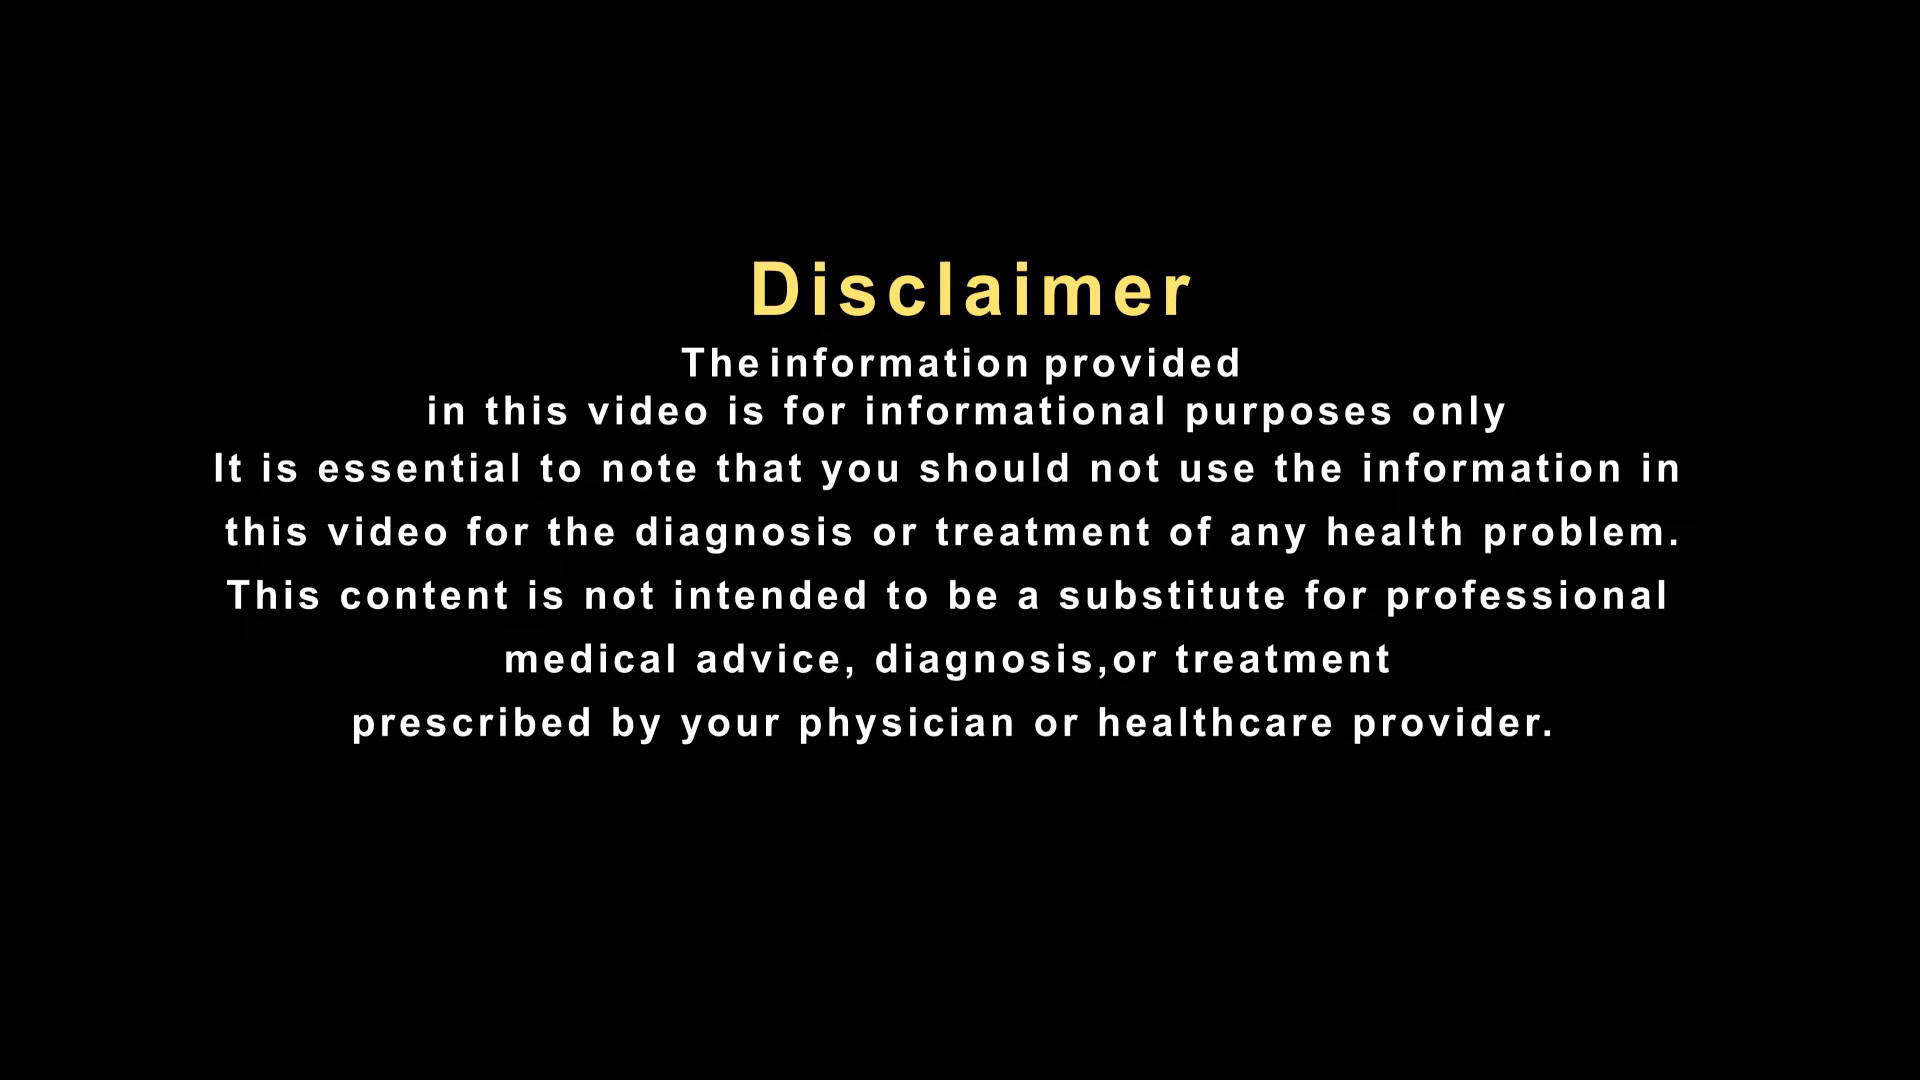 Disclaimer
The information provided
in this video is for informational purposes only
It is essential to note that you should not use the information in
this video for the diagnosis or treatment of any health problem.
This content is not intended to be a substitute for professional
medical advice, diagnosis,or treatment
prescribed by your physician or healthcare provider.